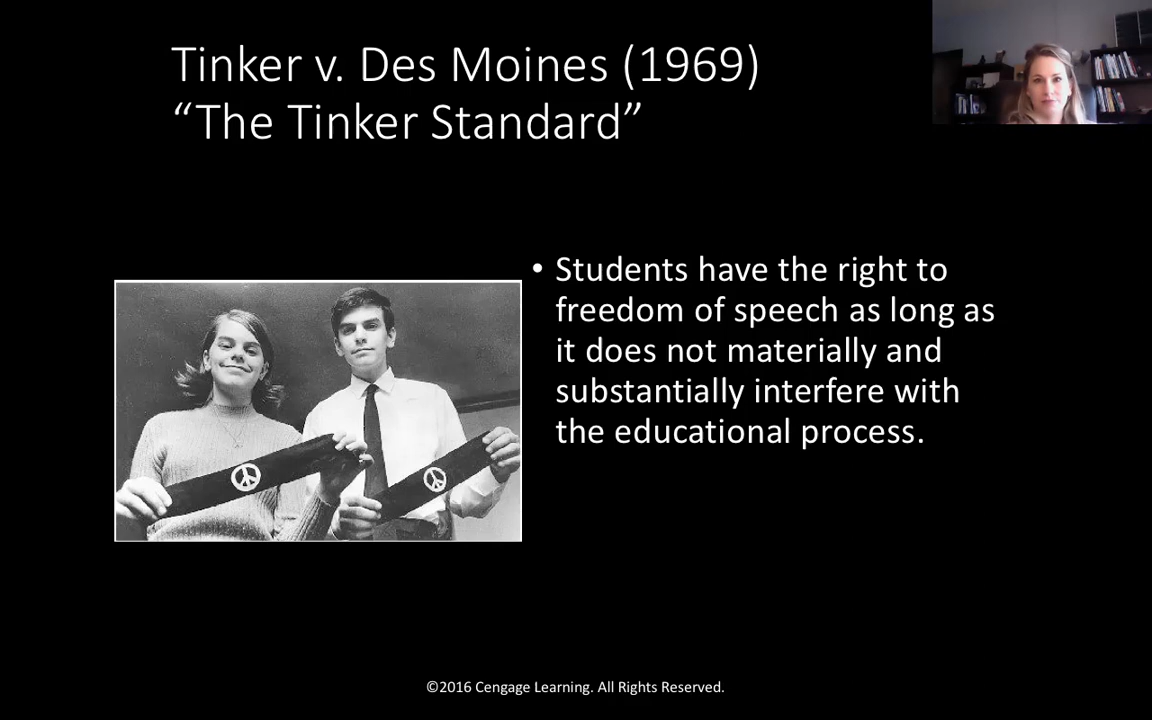 Tinker v. Des Moines (1969)
“The Tinker Standard”
• Students have the right to
freedom of speech as long as
it does not materially and
substantially interfere with
the educational process.
©2016 Cengage Learning. All Rights Reserved.